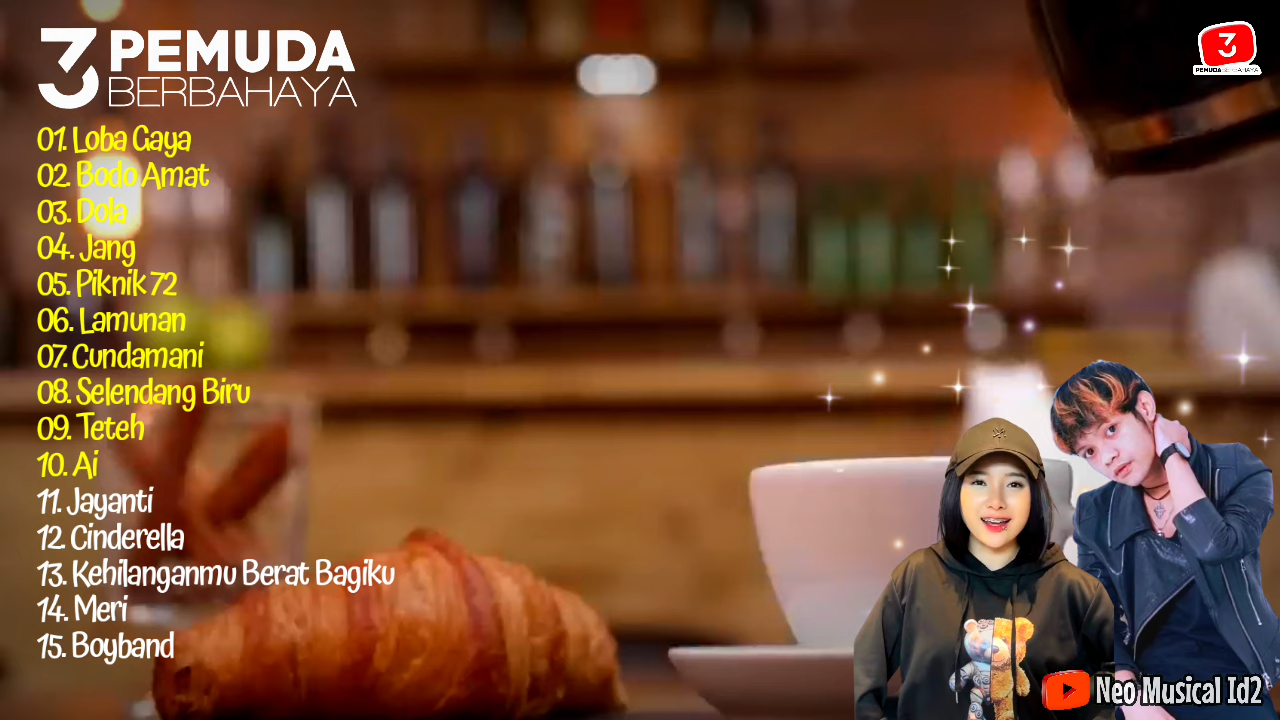 3 PEMUDA
BERBAHAYA
3
PEMUDA BERBAHAYA
01. Loba Gaya
02. Bodo Amat
03. Dola
04. Jang
05. Piknik 72
06. Lamunan
07. Cundamani
08. Selendang Biru
09. Teteh
10. Ai
11. Jayanti
12. Cinderella
13. Kehilanganmu Berat Bagiku
14. Meri
15. Boyband
Neo Musical Id2